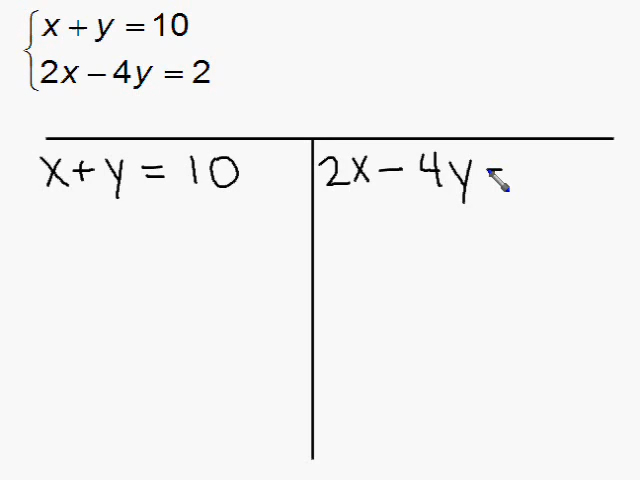 x + y = 10
2x − 4y = 2
x + y = 10
2x − 4y -